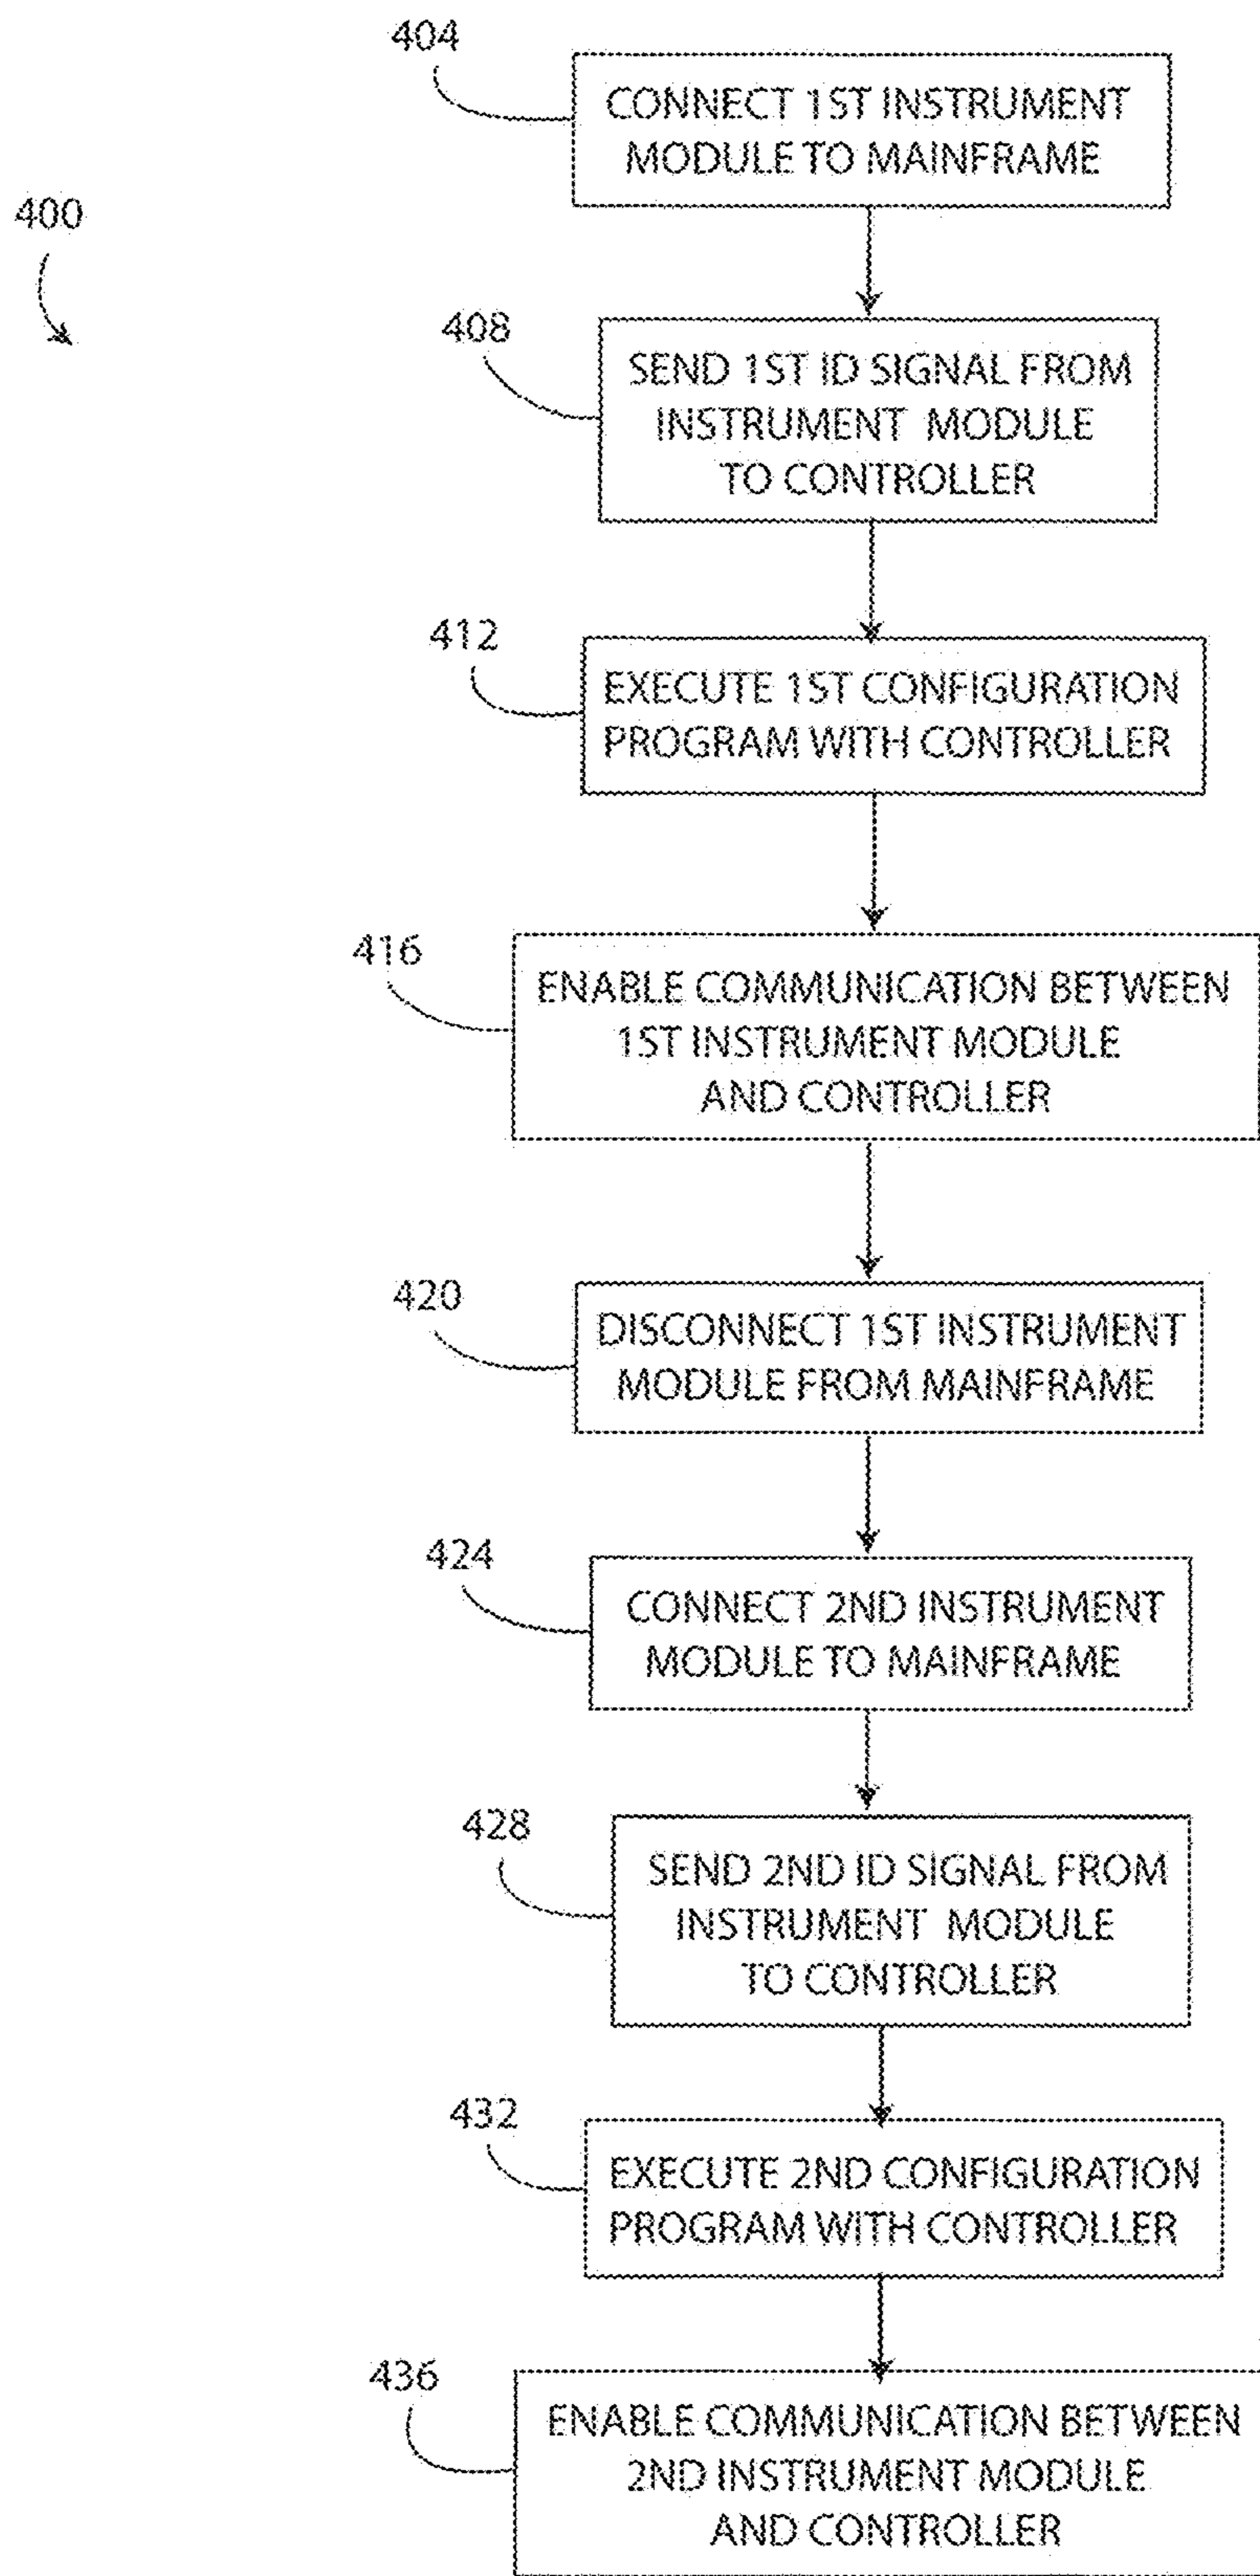 404
CONNECT 1ST INSTRUMENT
MODULE TO MAINFRAME
400
408
SEND 1ST ID SIGNAL FROM
INSTRUMENT MODULE
TO CONTROLLER
412
EXECUTE 1ST CONFIGURATION
PROGRAM WITH CONTROLLER
416
ENABLE COMMUNICATION BETWEEN
1ST INSTRUMENT MODULE
AND CONTROLLER
420
DISCONNECT 1ST INSTRUMENT
MODULE FROM MAINFRAME
424
CONNECT 2ND INSTRUMENT
MODULE TO MAINFRAME
428
SEND 2ND ID SIGNAL FROM
INSTRUMENT MODULE
TO CONTROLLER
432
EXECUTE 2ND CONFIGURATION
PROGRAM WITH CONTROLLER
436
ENABLE COMMUNICATION BETWEEN
2ND INSTRUMENT MODULE
AND CONTROLLER